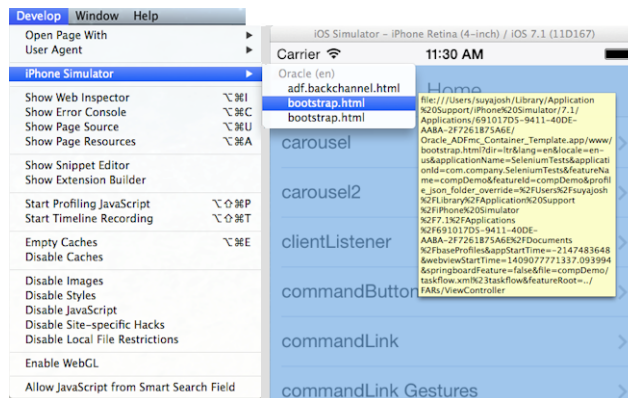 Develop Window Help
Open Page With
User Agent
iPhone Simulator
Show Web Inspector ⌥⌘I
Show Error Console ⌥⌘C
Show Page Source ⌥⌘U
Show Page Resources ⌥⌘A
Show Snippet Editor
Show Extension Builder
Start Profiling JavaScript ⌥⇧⌘P
Start Timeline Recording ⌥⇧⌘T
Empty Caches ⌥⌘E
Disable Caches
Disable Images
Disable Styles
Disable JavaScript
Disable Site-specific Hacks
Disable Local File Restrictions
Enable WebGL
Allow JavaScript from Smart Search Field
iOS Simulator – iPhone Retina (4-inch) / iOS 7.1 (11D167)
Carrier 11:30 AM
Home
Oracle (en)
adf.backchannel.html
bootstrap.html
bootstrap.html
carousel
carousel2
clientListener
commandButton
commandLink
commandLink Gestures
file:///Users/suyajosh/Library/Application
%20Support/iPhone%20Simulator/7.1/
Applications/691017D5-9411-40DE-
AA8A-2F7261B75A6E/
Oracle_ADFmc_Container_Template.app/www/
bootstrap.html?dir=ltr&lang=en&locale=en-
us&applicationName=SeleniumTests&applicati
onId=com.company.SeleniumTests&featureNa
me=compDemo&featureId=compDemo&profil
e_json_folder_override=%2FUsers%2Fsuyajosh
%2FLibrary%2FApplication%20Support
%2FiPhone%20Simulator
%2F7.1%2FApplications
%2F691017D5-9411-40DE-
AA8A-2F7261B75A6E%2FDocuments
%2FbaseProfiles&appStartTime=-2147483648
&webviewStartTime=1409077771337.093994
&springboardFeature=false&file=compDemo/
taskflow.xml%23taskflow&featureRoot=../
FARs/ViewController